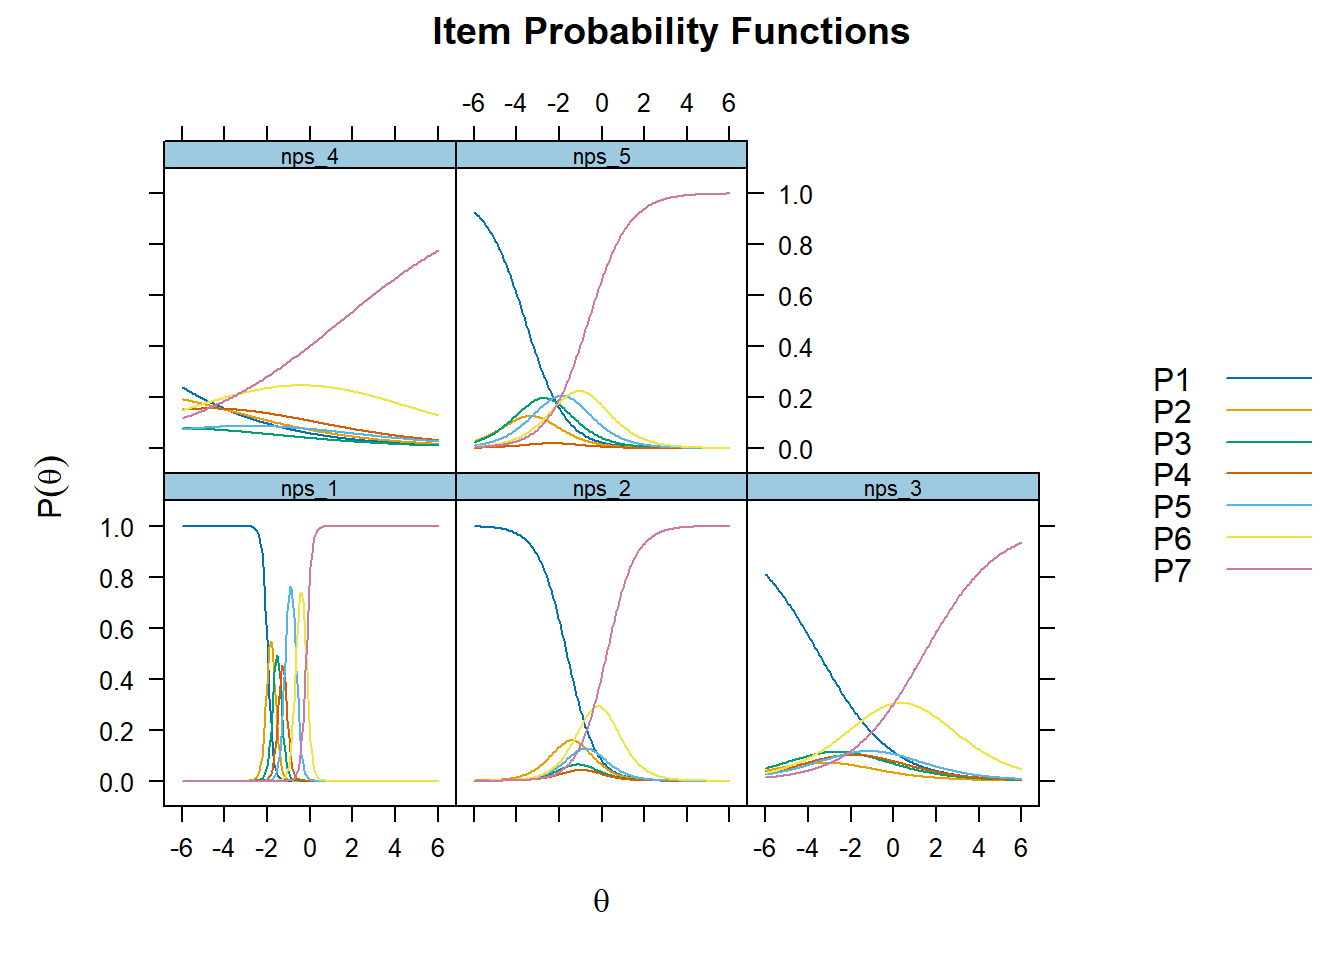 Item Probability Functions
-6 -4 -2 0 2 4 6
nps_4 nps_5
1.0
0.8
0.6
0.4
0.2
0.0
P(θ)
nps_1 nps_2 nps_3
1.0
0.8
0.6
0.4
0.2
0.0
-6 -4 -2 0 2 4 6 -6 -4 -2 0 2 4 6
θ
P1
P2
P3
P4
P5
P6
P7